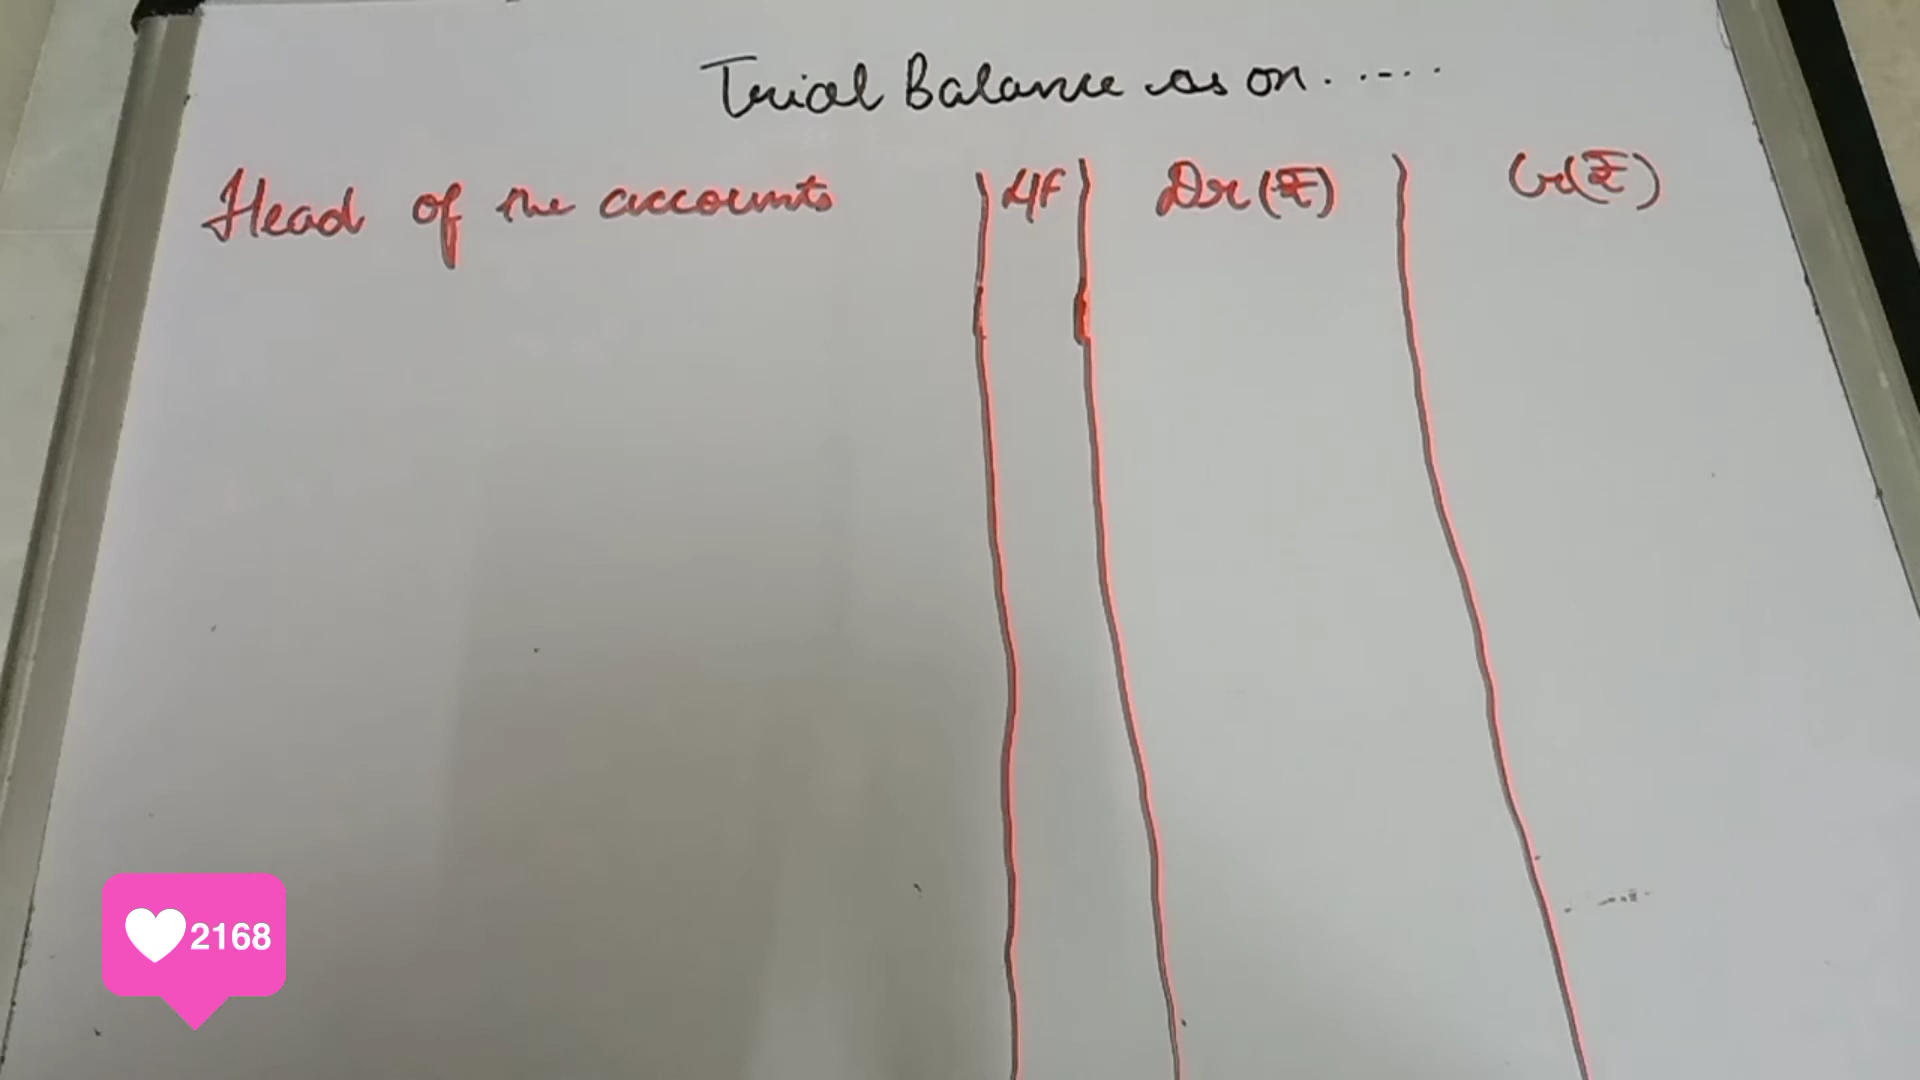 Trial Balance as on......
Head of the accounts LF Dr(₹) Cr(₹)
2168